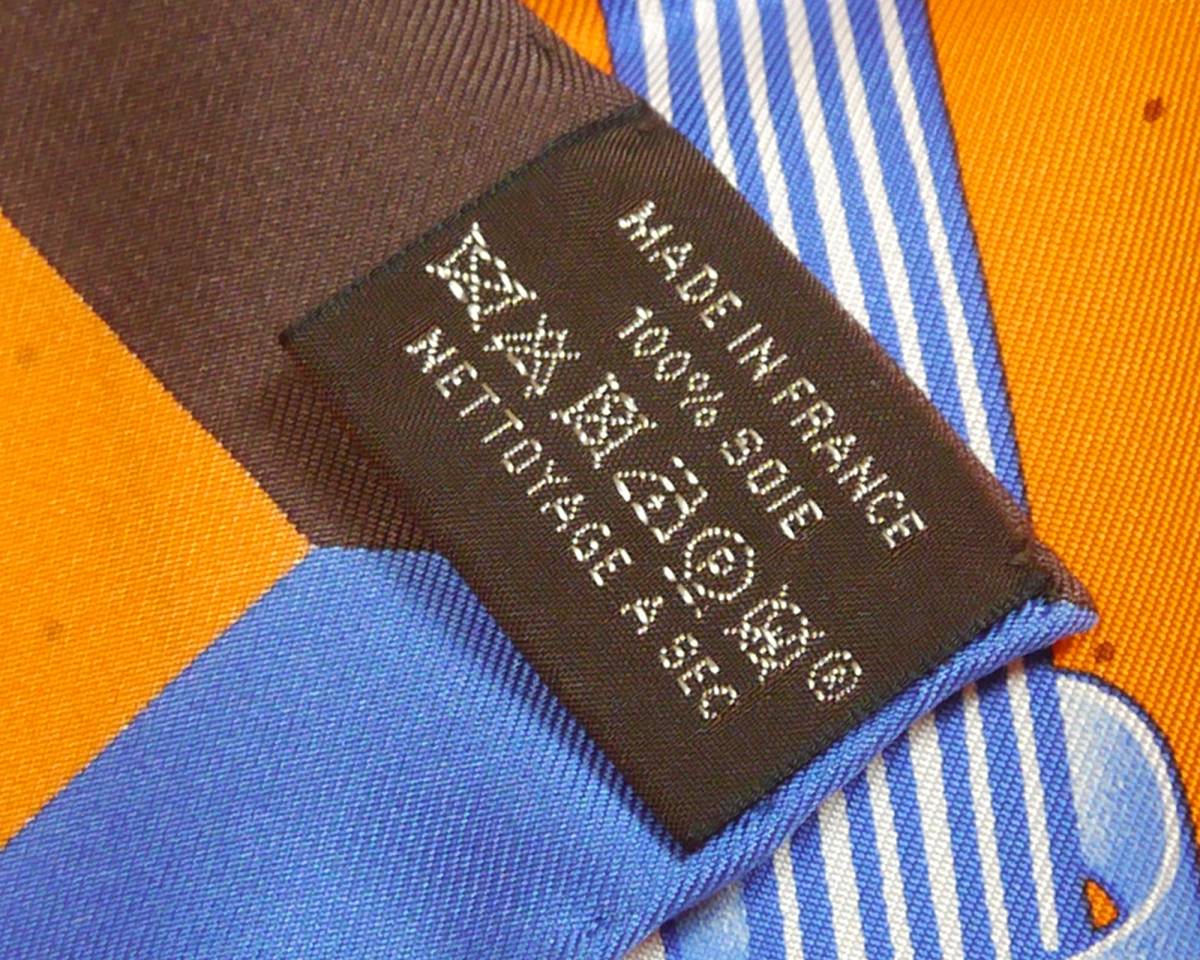 MADE IN FRANCE
100% SOIE
P
W
®
NETTOYAGE A SEC